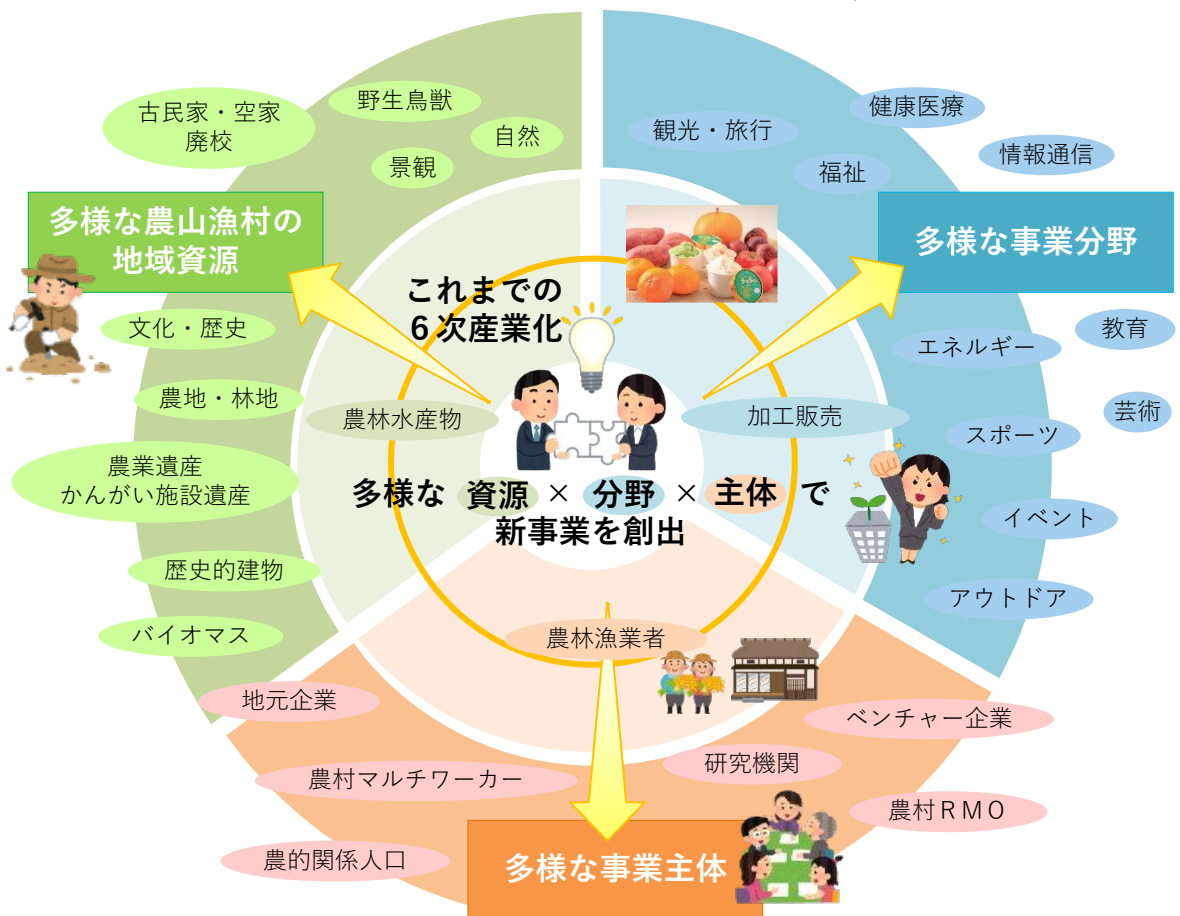 古民家・空家
廃校
野生鳥獣
自然
景観
多様な農山漁村の
地域資源
文化・歴史
農地・林地
農業遺産
かんがい施設遺産
歴史的建物
バイオマス
観光・旅行
健康医療
福祉
情報通信
多様な事業分野
エネルギー
教育
スポーツ
芸術
イベント
アウトドア
これまでの
６次産業化
農林水産物
加工販売
多様な 資源 × 分野 × 主体 で
新事業を創出
農林漁業者
地元企業
ベンチャー企業
農村マルチワーカー
研究機関
農村ＲＭＯ
農的関係人口
多様な事業主体